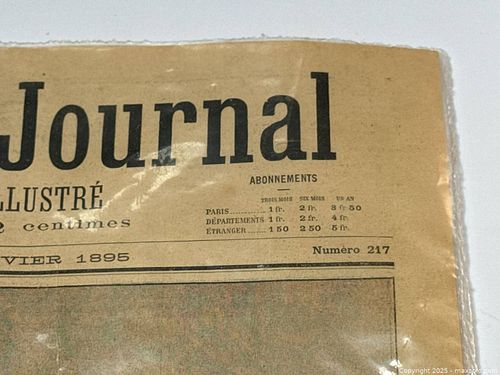 Journal
ABONNEMENTS
LLUSTRÉ
TROIS MOIS SIX MOIS UN AN
PARIS............ 1 fr. 2 fr. 3 fr 50
DÉPARTEMENTS 1 fr. 2 fr. 4 fr.
ÉTRANGER...... 1 50 2 50 5 fr.
centimes
VIER 1895
Numéro 217
Copyright 2025